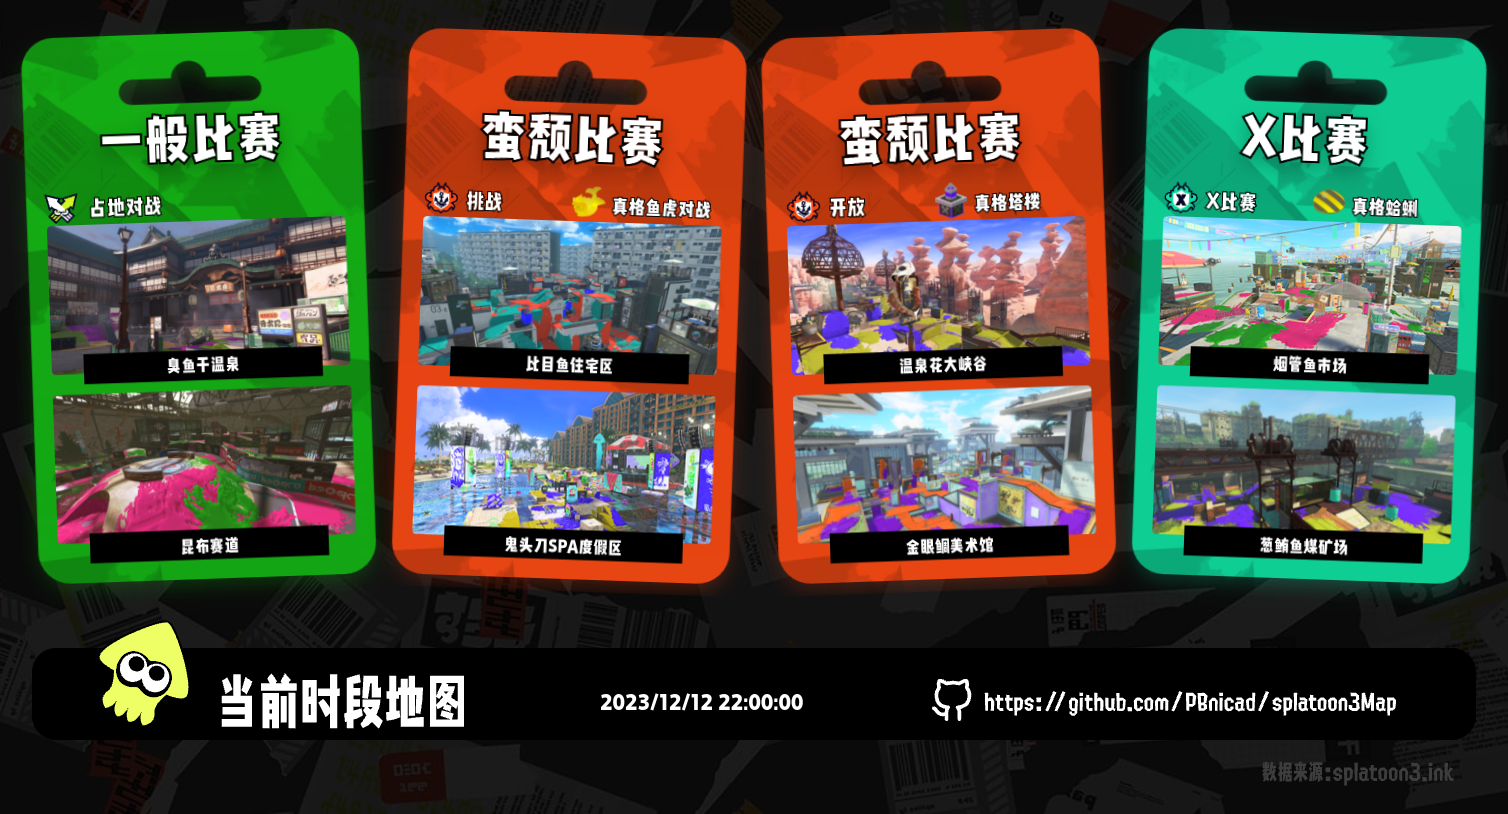 一般比赛
占地对战
臭鱼干温泉
昆布赛道
蛮颓比赛
挑战
真格鱼虎对战
比目鱼住宅区
鬼头刀SPA度假区
蛮颓比赛
开放
真格塔楼
温泉花大峡谷
金眼鲷美术馆
X比赛
X比赛
真格蛤蜊
烟管鱼市场
葱鲔鱼煤矿场
当前时段地图
2023/12/12 22:00:00
https://github.com/PBnicad/splatoon3Map
数据来源:splatoon3.ink